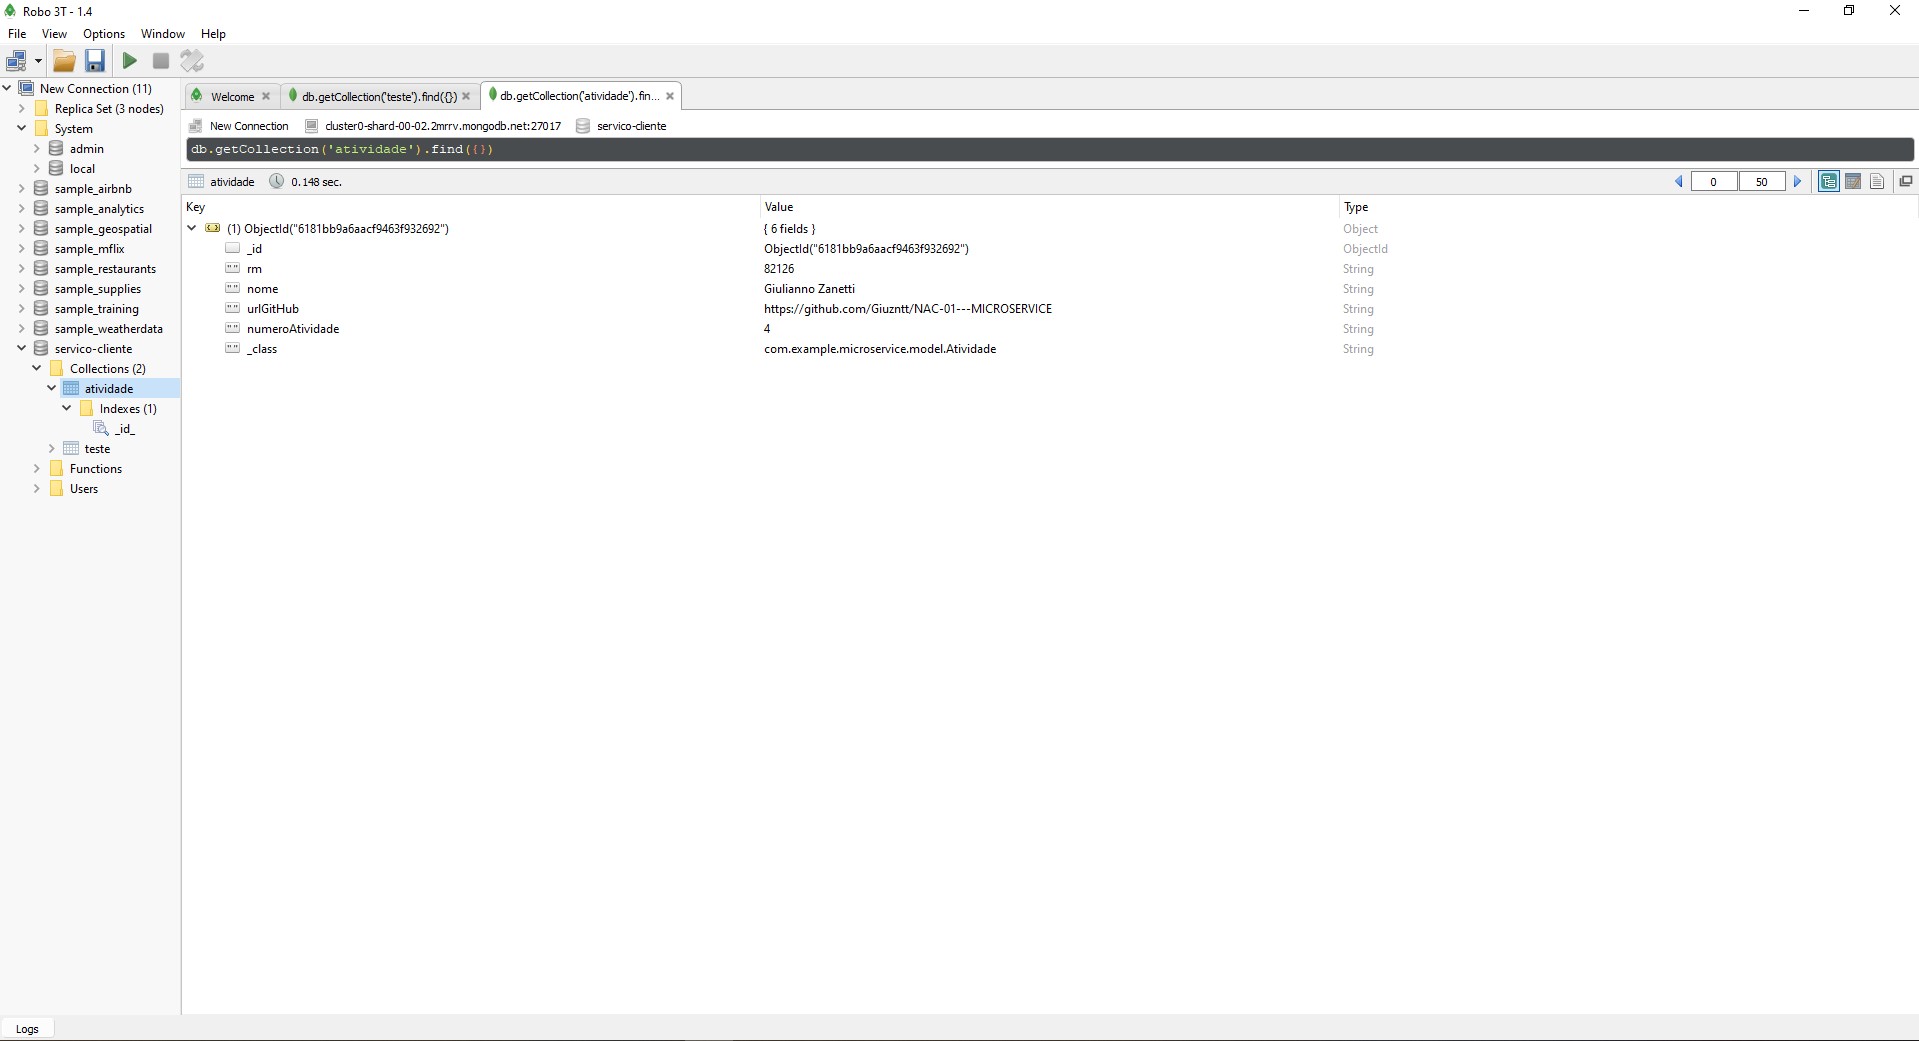 Robo 3T - 1.4
File View Options Window Help
New Connection (11)
Replica Set (3 nodes)
System
admin
local
sample_airbnb
sample_analytics
sample_geospatial
sample_mflix
sample_restaurants
sample_supplies
sample_training
sample_weatherdata
servico-cliente
Collections (2)
atividade
Indexes (1)
_id_
teste
Functions
Users
Welcome db.getCollection('teste').find({}) db.getCollection('atividade').fin...
New Connection cluster0-shard-00-02.2mrrv.mongodb.net:27017 servico-cliente
db.getCollection('atividade').find({})
atividade 0.148 sec. 0 50
Key Value Type
(1) ObjectId("6181bb9a6aacf9463f932692") { 6 fields } Object
_id ObjectId("6181bb9a6aacf9463f932692") ObjectId
rm 82126 String
nome Giulianno Zanetti String
urlGitHub https://github.com/Giuzntt/NAC-01---MICROSERVICE String
numeroAtividade 4 String
_class com.example.microservice.model.Atividade String
Logs